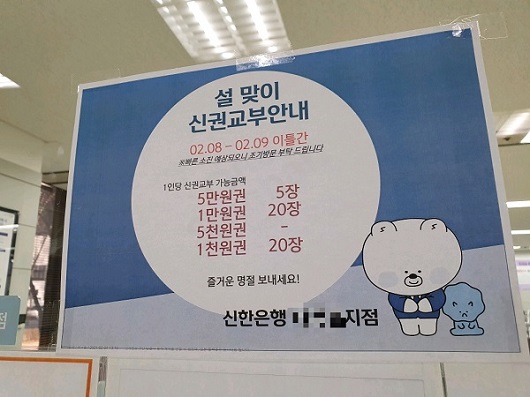 설 맞이
신권교부안내
02.08 – 02.09 이틀간
※빠른 소진 예상되오니 조기방문 부탁 드립니다
1인당 신권교부 가능금액
5만원권 5장
1만원권 20장
5천원권 -
1천원권 20장
즐거운 명절 보내세요!
신한은행 지점
점